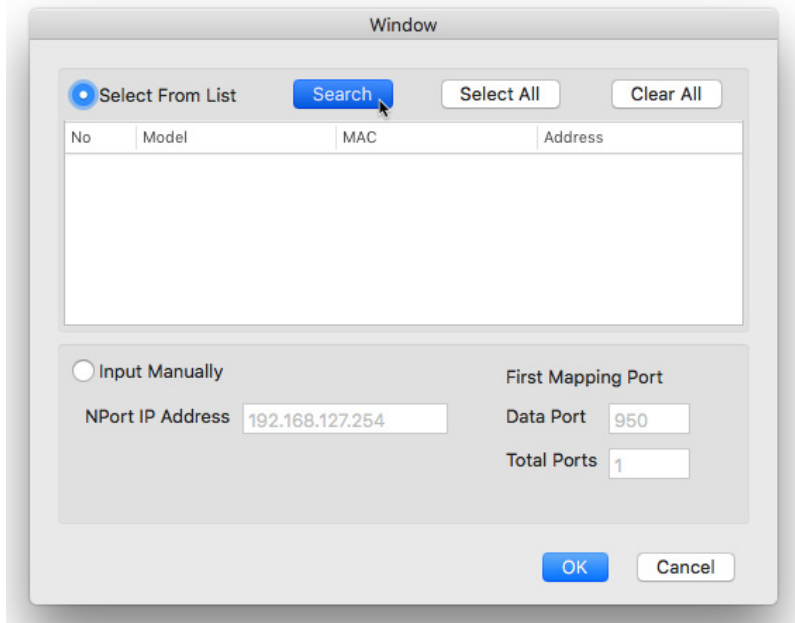 Window
Select From List Search Select All Clear All
No Model MAC Address
Input Manually
First Mapping Port
NPort IP Address 192.168.127.254 Data Port 950
Total Ports 1
OK Cancel